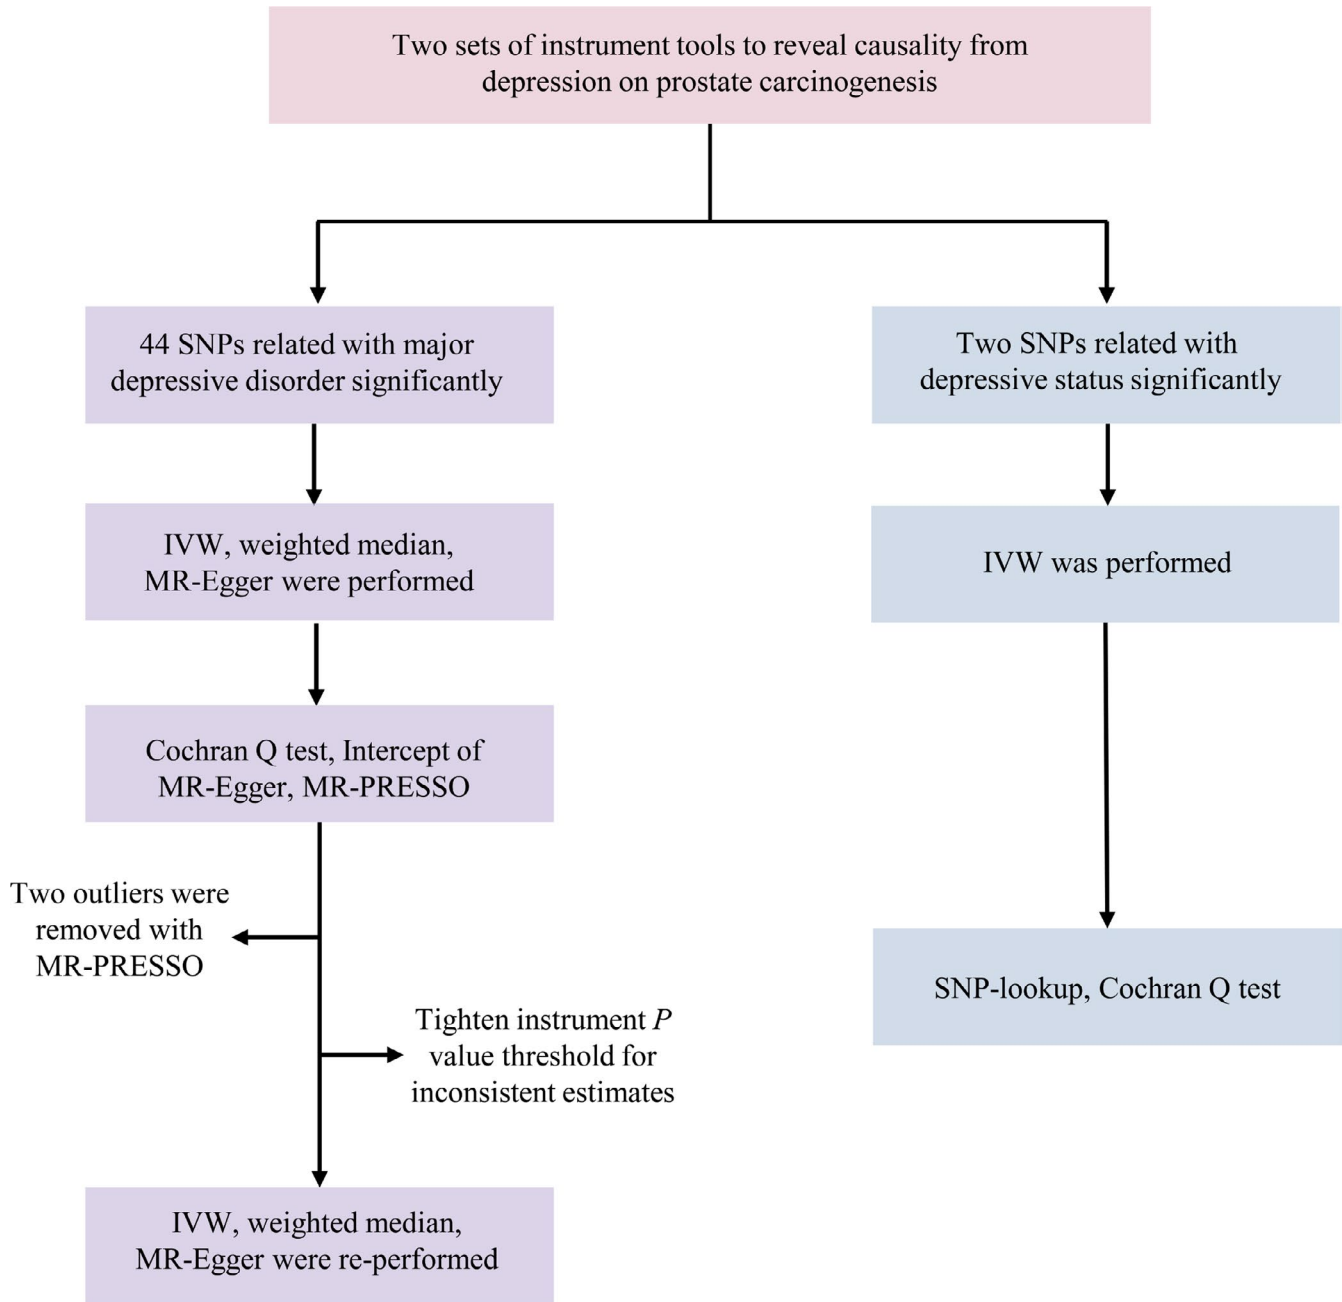 Two sets of instrument tools to reveal causality from
depression on prostate carcinogenesis
44 SNPs related with major
depressive disorder significantly
IVW, weighted median,
MR-Egger were performed
Cochran Q test, Intercept of
MR-Egger, MR-PRESSO
Two outliers were
removed with
MR-PRESSO
Tighten instrument P
value threshold for
inconsistent estimates
IVW, weighted median,
MR-Egger were re-performed
Two SNPs related with
depressive status significantly
IVW was performed
SNP-lookup, Cochran Q test